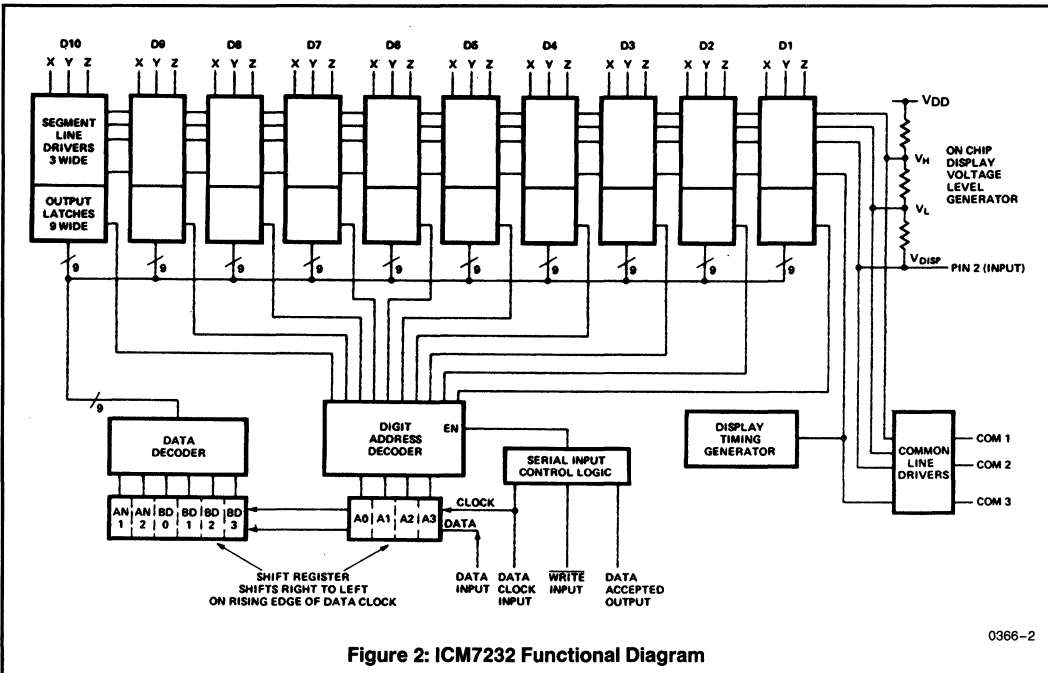 D10 D9 D8 D7 D6 D5 D4 D3 D2 D1
X Y Z X Y Z X Y Z X Y Z X Y Z X Y Z X Y Z X Y Z X Y Z X Y Z
SEGMENT
LINE
DRIVERS
3 WIDE
OUTPUT
LATCHES
9 WIDE
VDD
VH
VL
VDISP
ON CHIP
DISPLAY
VOLTAGE
LEVEL
GENERATOR
PIN 2 (INPUT)
9 9 9 9 9 9 9 9 9
9
DATA
DECODER
DIGIT
ADDRESS
DECODER
EN
SERIAL INPUT
CONTROL LOGIC
DISPLAY
TIMING
GENERATOR
COMMON
LINE
DRIVERS
COM 1
COM 2
COM 3
AN 1 AN 2 BD 0 BD 1 BD 2 BD 3
A0 A1 A2 A3
CLOCK
DATA
SHIFT REGISTER
SHIFTS RIGHT TO LEFT
ON RISING EDGE OF DATA CLOCK
DATA
INPUT
DATA
CLOCK
INPUT
WRITE
INPUT
DATA
ACCEPTED
OUTPUT
0366–2
Figure 2: ICM7232 Functional Diagram